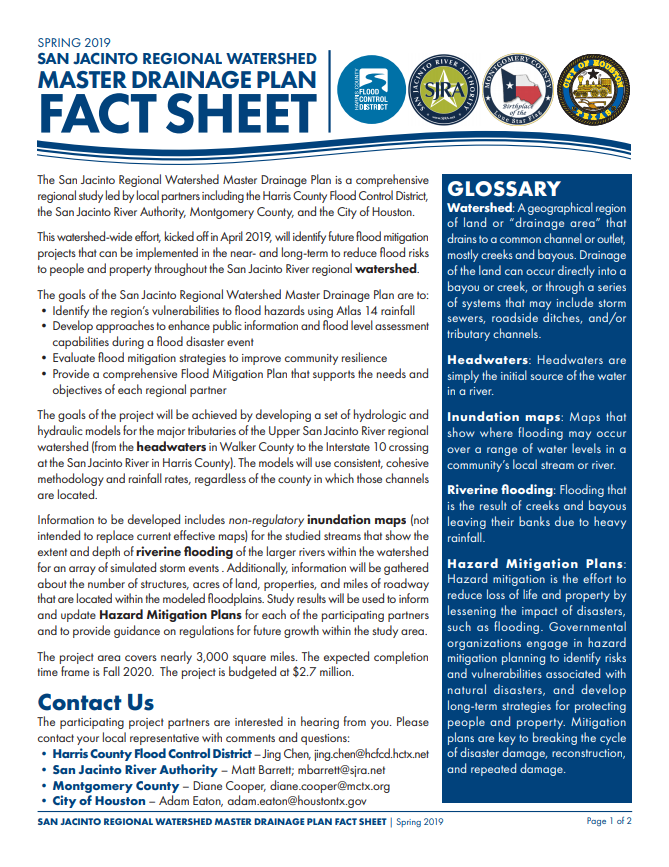 SPRING 2019
SAN JACINTO REGIONAL WATERSHED
MASTER DRAINAGE PLAN
FACT SHEET
HARRIS COUNTY
FLOOD
CONTROL
DISTRICT
SAN JACINTO RIVER AUTHORITY
SJRA
www.SJRA.net
MONTGOMERY COUNTY
Birthplace
of the
Lone Star Flag
CITY OF HOUSTON
TEXAS
The San Jacinto Regional Watershed Master Drainage Plan is a comprehensive
regional study led by local partners including the Harris County Flood Control District,
the San Jacinto River Authority, Montgomery County, and the City of Houston.
This watershed-wide effort, kicked off in April 2019, will identify future flood mitigation
projects that can be implemented in the near- and long-term to reduce flood risks
to people and property throughout the San Jacinto River regional watershed.
The goals of the San Jacinto Regional Watershed Master Drainage Plan are to:
• Identify the region's vulnerabilities to flood hazards using Atlas 14 rainfall
• Develop approaches to enhance public information and flood level assessment
capabilities during a flood disaster event
• Evaluate flood mitigation strategies to improve community resilience
• Provide a comprehensive Flood Mitigation Plan that supports the needs and
objectives of each regional partner
The goals of the project will be achieved by developing a set of hydrologic and
hydraulic models for the major tributaries of the Upper San Jacinto River regional
watershed (from the headwaters in Walker County to the Interstate 10 crossing
at the San Jacinto River in Harris County). The models will use consistent, cohesive
methodology and rainfall rates, regardless of the county in which those channels
are located.
Information to be developed includes non-regulatory inundation maps (not
intended to replace current effective maps) for the studied streams that show the
extent and depth of riverine flooding of the larger rivers within the watershed
for an array of simulated storm events . Additionally, information will be gathered
about the number of structures, acres of land, properties, and miles of roadway
that are located within the modeled floodplains. Study results will be used to inform
and update Hazard Mitigation Plans for each of the participating partners
and to provide guidance on regulations for future growth within the study area.
The project area covers nearly 3,000 square miles. The expected completion
time frame is Fall 2020. The project is budgeted at $2.7 million.
Contact Us
The participating project partners are interested in hearing from you. Please
contact your local representative with comments and questions:
• Harris County Flood Control District – Jing Chen, jing.chen@hcfcd.hctx.net
• San Jacinto River Authority – Matt Barrett; mbarrett@sjra.net
• Montgomery County – Diane Cooper, diane.cooper@mctx.org
• City of Houston – Adam Eaton, adam.eaton@houstontx.gov
GLOSSARY
Watershed: A geographical region
of land or "drainage area" that
drains to a common channel or outlet,
mostly creeks and bayous. Drainage
of the land can occur directly into a
bayou or creek, or through a series
of systems that may include storm
sewers, roadside ditches, and/or
tributary channels.
Headwaters: Headwaters are
simply the initial source of the water
in a river.
Inundation maps: Maps that
show where flooding may occur
over a range of water levels in a
community's local stream or river.
Riverine flooding: Flooding that
is the result of creeks and bayous
leaving their banks due to heavy
rainfall.
Hazard Mitigation Plans:
Hazard mitigation is the effort to
reduce loss of life and property by
lessening the impact of disasters,
such as flooding. Governmental
organizations engage in hazard
mitigation planning to identify risks
and vulnerabilities associated with
natural disasters, and develop
long-term strategies for protecting
people and property. Mitigation
plans are key to breaking the cycle
of disaster damage, reconstruction,
and repeated damage.
SAN JACINTO REGIONAL WATERSHED MASTER DRAINAGE PLAN FACT SHEET | Spring 2019
Page 1 of 2